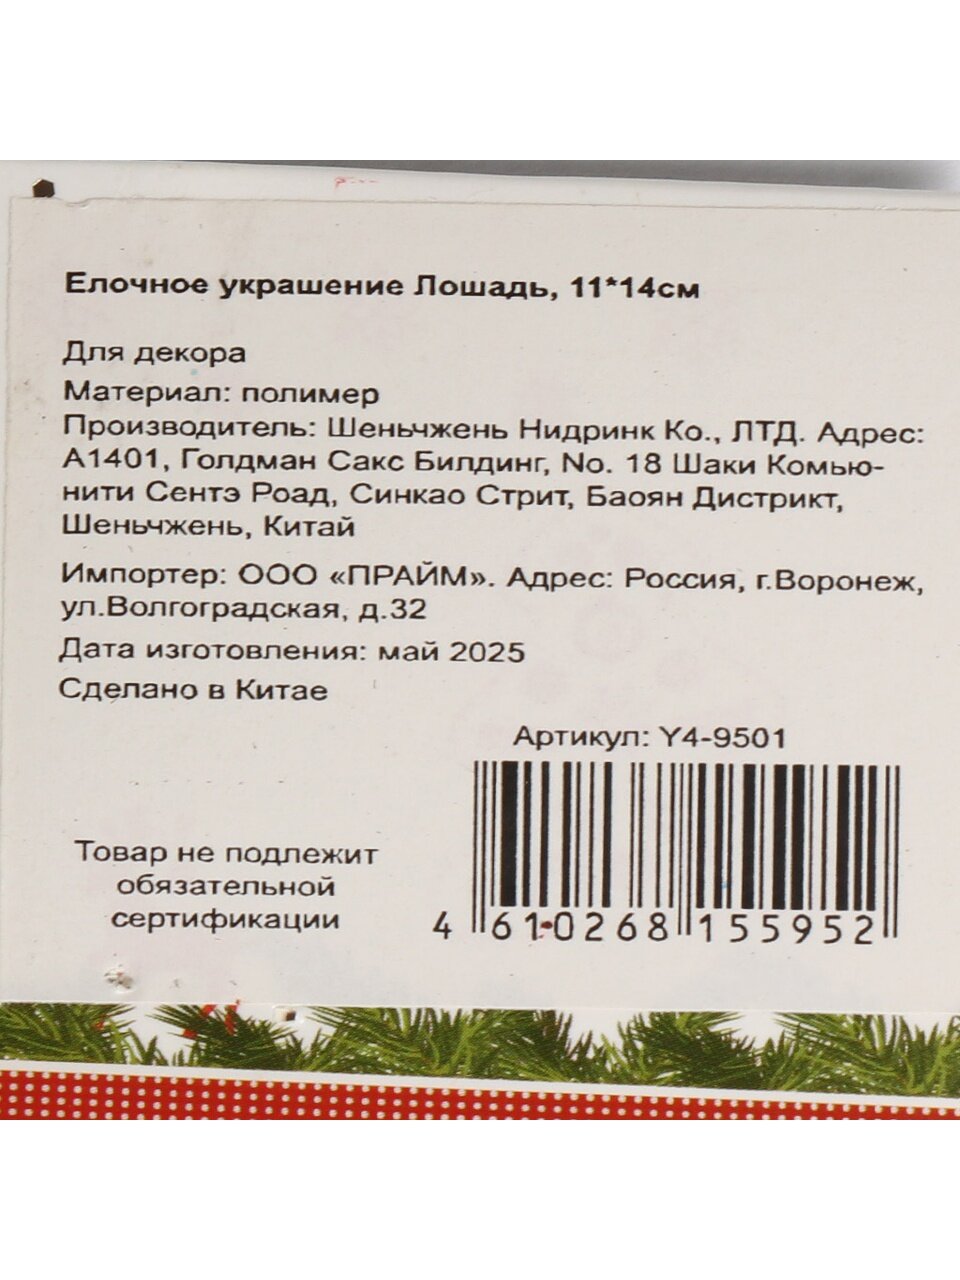 Елочное украшение Лошадь, 11*14см
Для декора
Материал: полимер
Производитель: Шеньчжень Нидринк Ко., ЛТД. Адрес:
А1401, Голдман Сакс Билдинг, No. 18 Шаки Комью-
нити Сентэ Роад, Синкао Стрит, Баоян Дистрикт,
Шеньчжень, Китай
Импортер: ООО «ПРАЙМ». Адрес: Россия, г.Воронеж,
ул.Волгоградская, д.32
Дата изготовления: май 2025
Сделано в Китае
Артикул: Y4-9501
Товар не подлежит
обязательной
сертификации
4 610268 155952